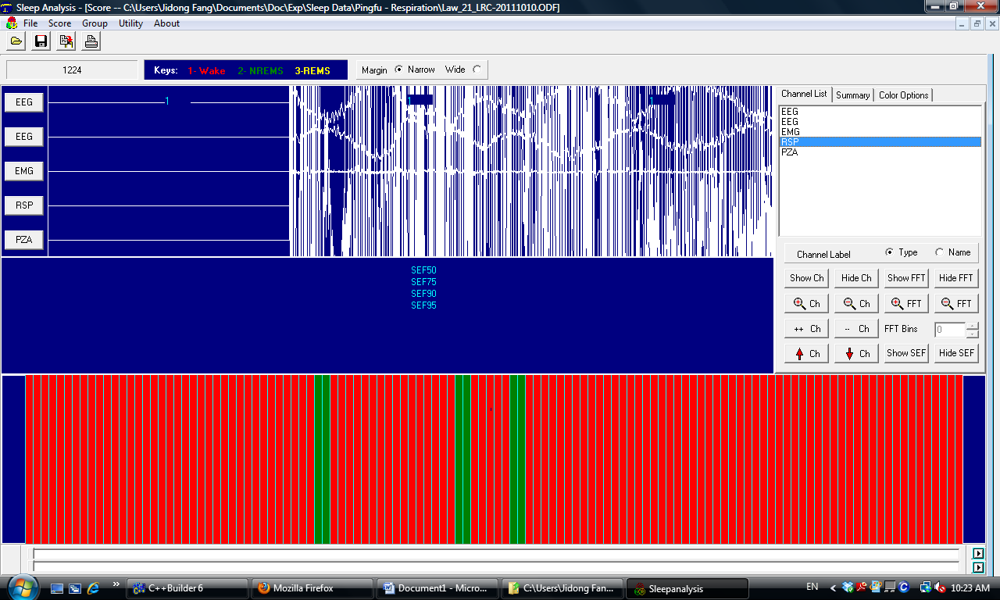 Sleep Analysis - [Score -- C:\Users\Jidong Fang\Documents\Doc\Exp\Sleep Data\Pingfu - Respiration\Law_21_LRC-20111010.ODF]
File Score Group Utility About
1224 Keys: 1- Wake 2- NREMS 3-REMS Margin Narrow Wide
EEG 1 1 1
EEG
EMG
RSP
PZA
SEF50
SEF75
SEF90
SEF95
Channel List Summary Color Options
EEG
EEG
EMG
RSP
PZA
Channel Label Type Name
Show Ch Hide Ch Show FFT Hide FFT
Ch Ch FFT FFT
++ Ch -- Ch FFT Bins 0
Ch Ch Show SEF Hide SEF
C++Builder 6 Mozilla Firefox Document1 - Micro... C:\Users\Jidong Fan... Sleepanalysis EN 10:23 AM